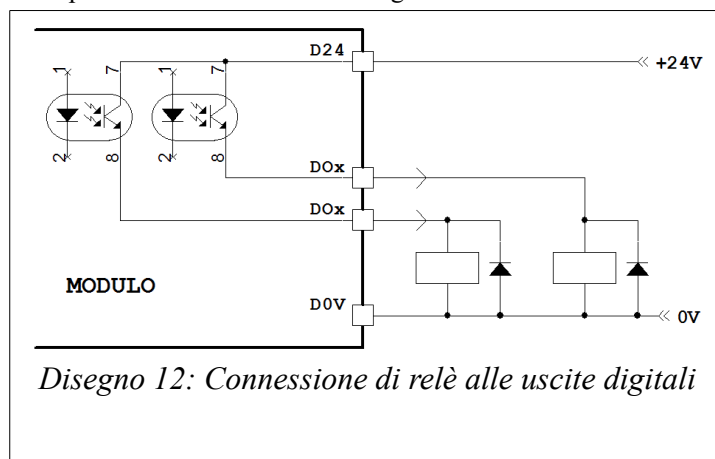 D24
+24V
1
7
1
7
2
8
2
8
DOx
DOx
MODULO
D0V
0V
Disegno 12: Connessione di relè alle uscite digitali